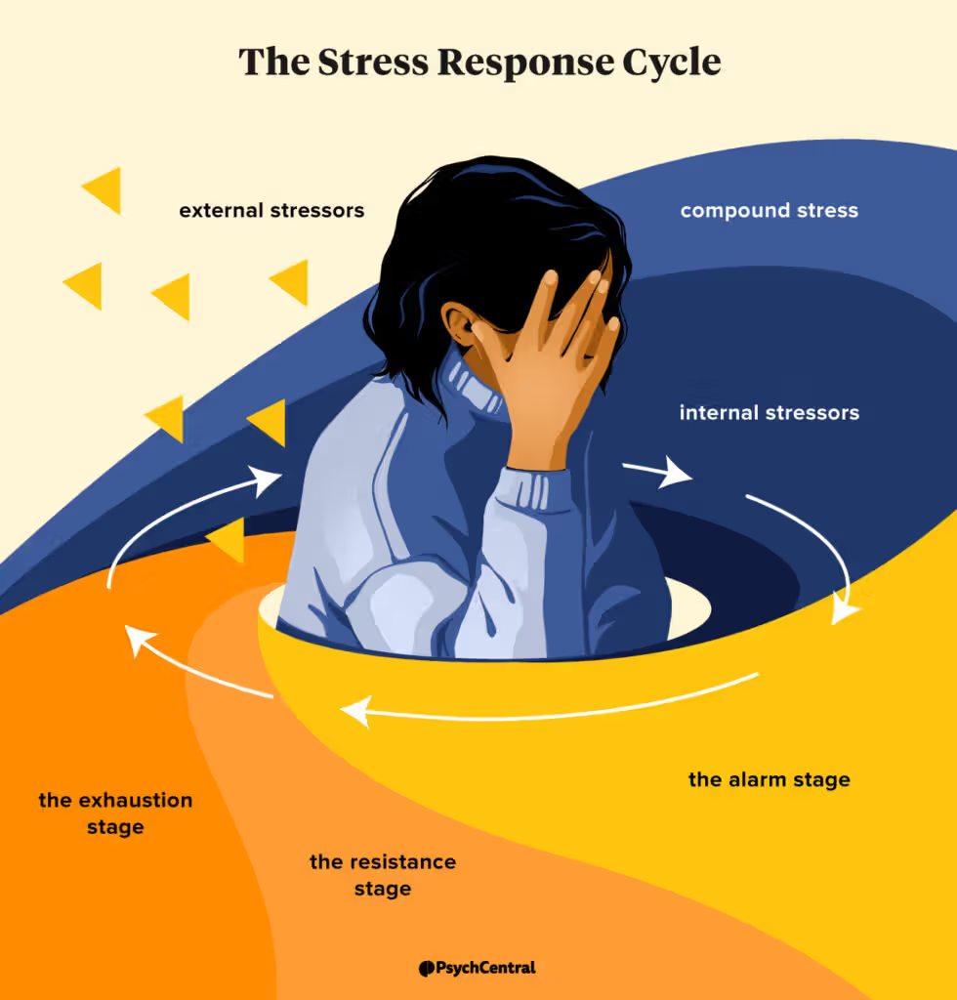 The Stress Response Cycle
external stressors
compound stress
internal stressors
the alarm stage
the exhaustion
stage
the resistance
stage
PsychCentral